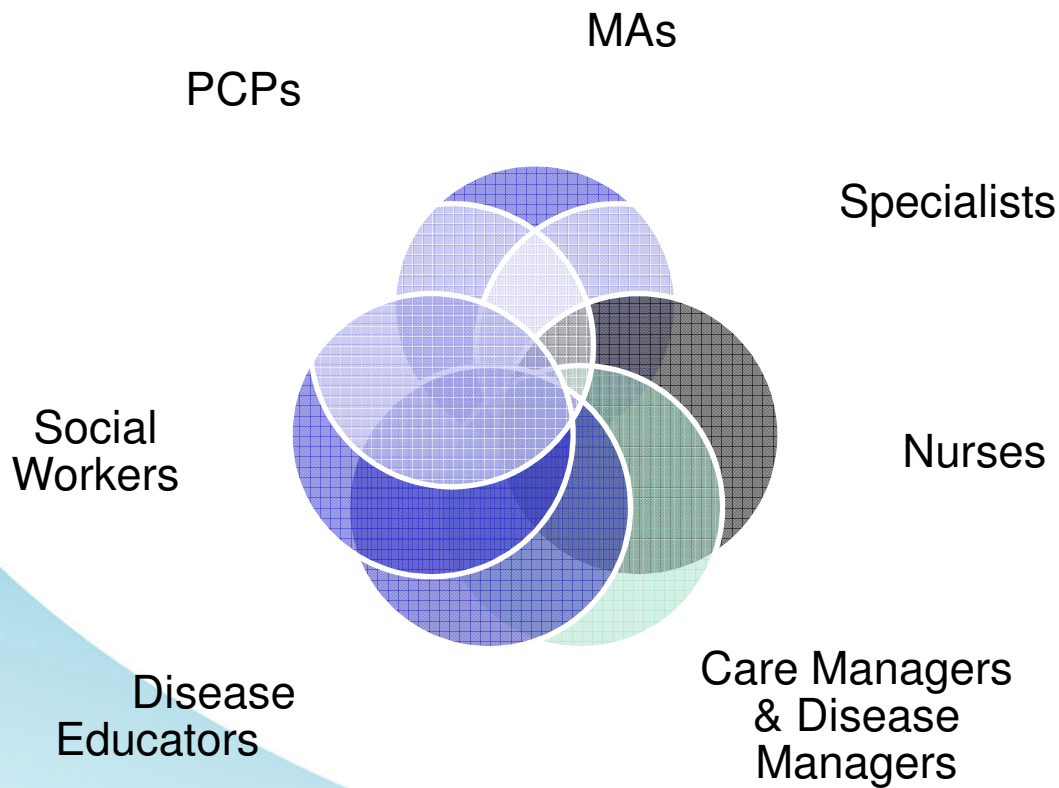 MAs
PCPs
Specialists
Social
Workers
Nurses
Disease
Educators
Care Managers
& Disease
Managers